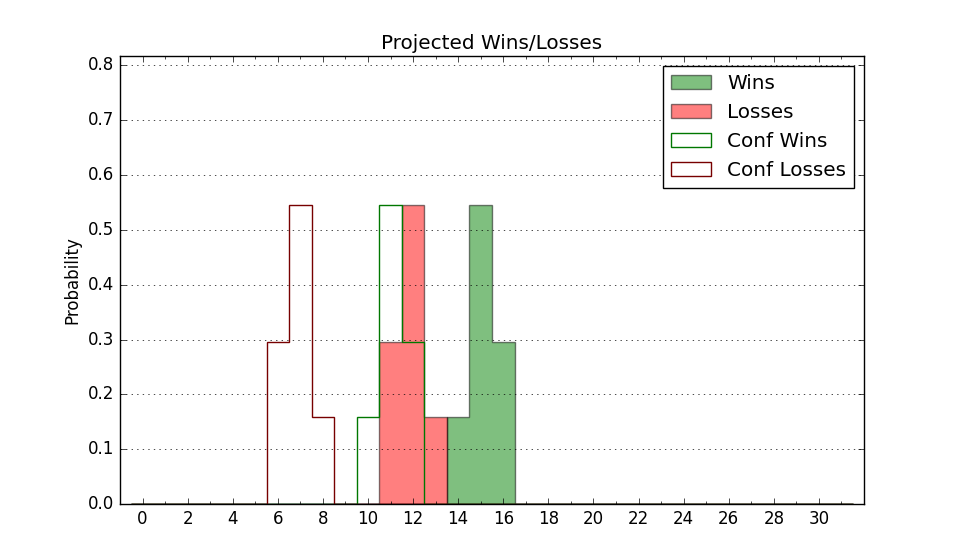 Projected Wins/Losses
Wins
Losses
Conf Wins
Conf Losses
Probability
0.8
0.7
0.6
0.5
0.4
0.3
0.2
0.1
0.0
0 2 4 6 8 10 12 14 16 18 20 22 24 26 28 30